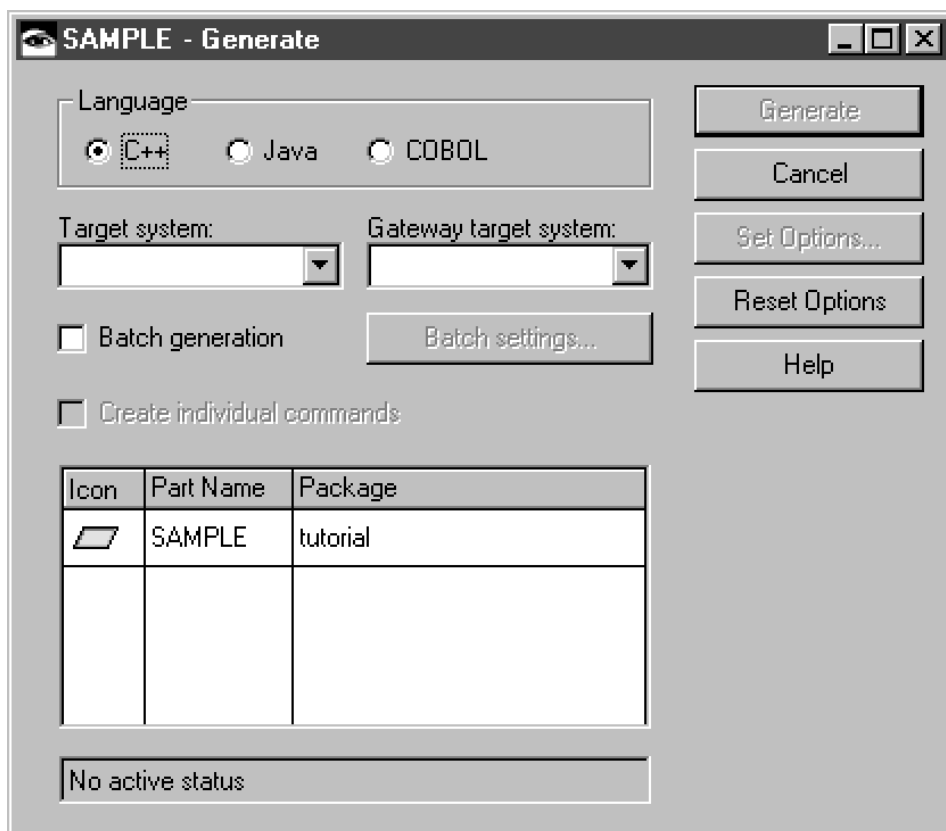 SAMPLE - Generate
Language
C++ Java COBOL
Generate
Cancel
Target system: Gateway target system:
Set Options...
Reset Options
Batch generation Batch settings...
Help
Create individual commands
Icon Part Name Package
SAMPLE tutorial
No active status